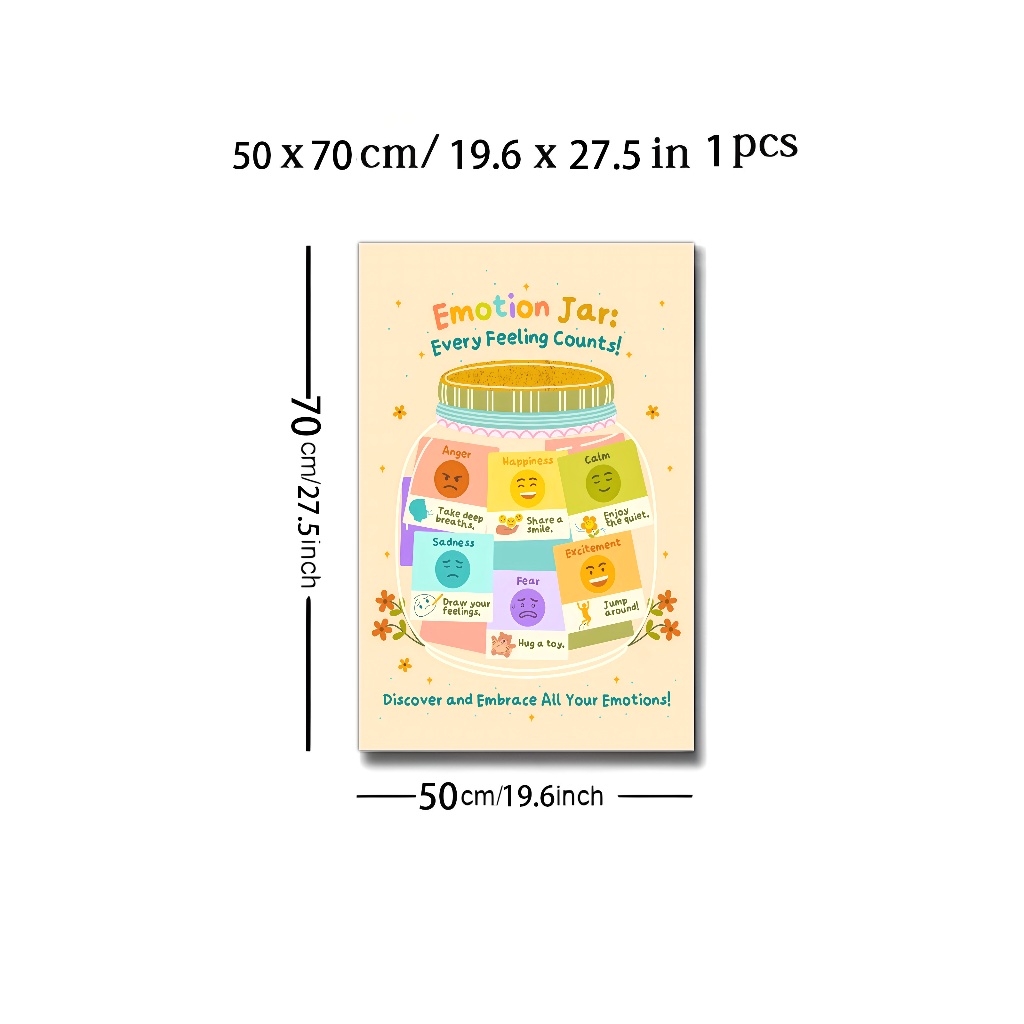 50 x 70 cm/ 19.6 x 27.5 in 1 pcs
Emotion Jar:
Every Feeling Counts!
Anger
Take deep
breaths.
Happiness
Share a
smile.
Calm
Enjoy
the quiet.
Sadness
Draw your
feelings.
Fear
Hug a toy.
Excitement
Jump
around!
Discover and Embrace All Your Emotions!
70cm/27.5inch
50cm/19.6inch